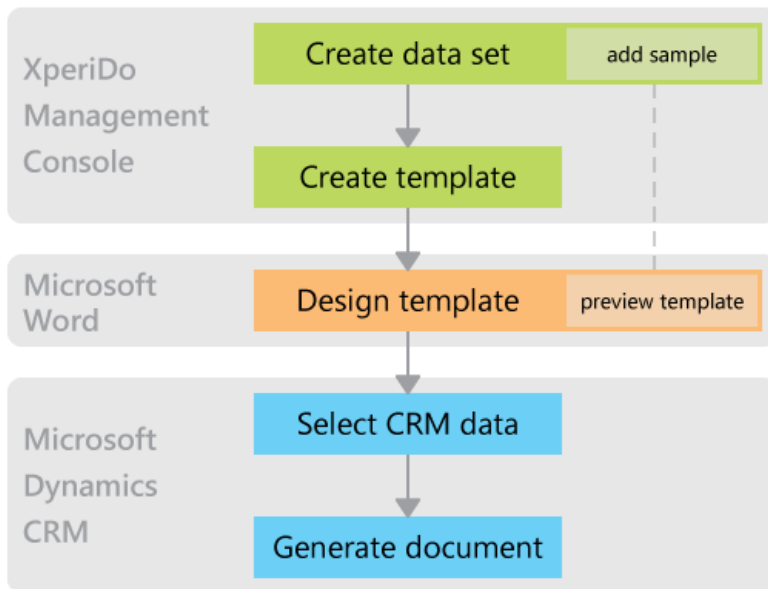 XperiDo
Management
Console
Create data set
add sample
Create template
Microsoft
Word
Design template
preview template
Microsoft
Dynamics
CRM
Select CRM data
Generate document